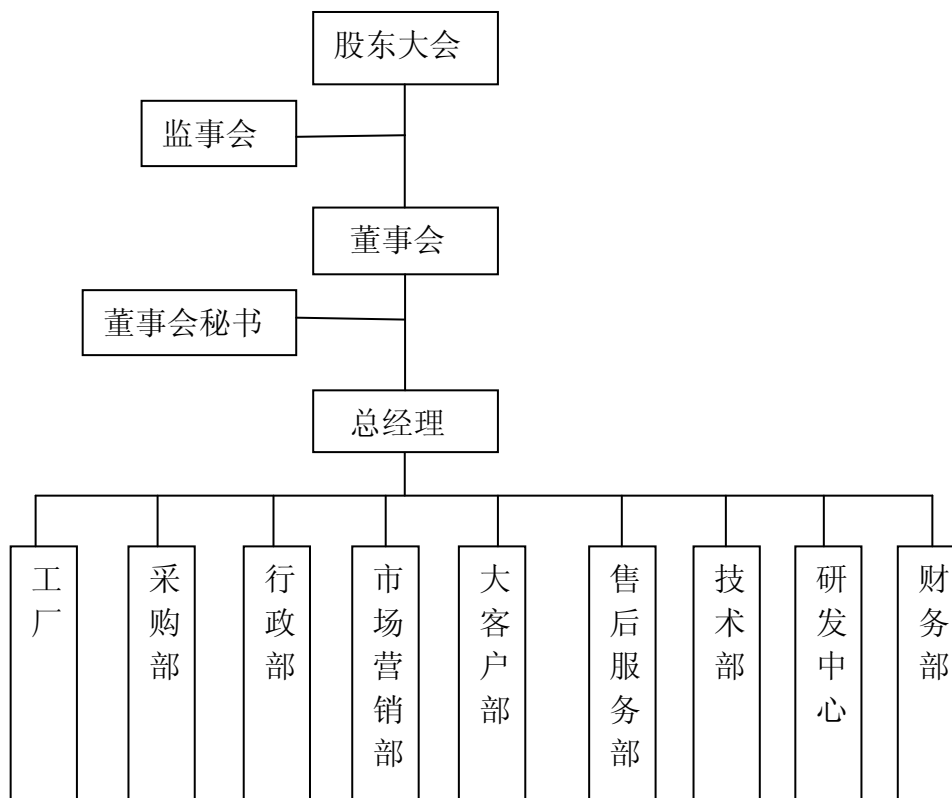 股东大会
监事会
董事会
董事会秘书
总经理
工厂
采购部
行政部
市场营销部
大客户部
售后服务部
技术部
研发中心
财务部